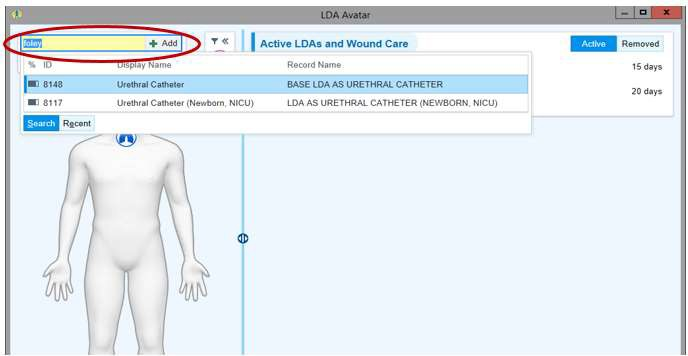 LDA Avatar
foley Add
Active LDAs and Wound Care Active Removed
% ID Display Name Record Name
15 days
8148 Urethral Catheter BASE LDA AS URETHRAL CATHETER
20 days
8117 Urethral Catheter (Newborn, NICU) LDA AS URETHRAL CATHETER (NEWBORN, NICU)
Search Recent